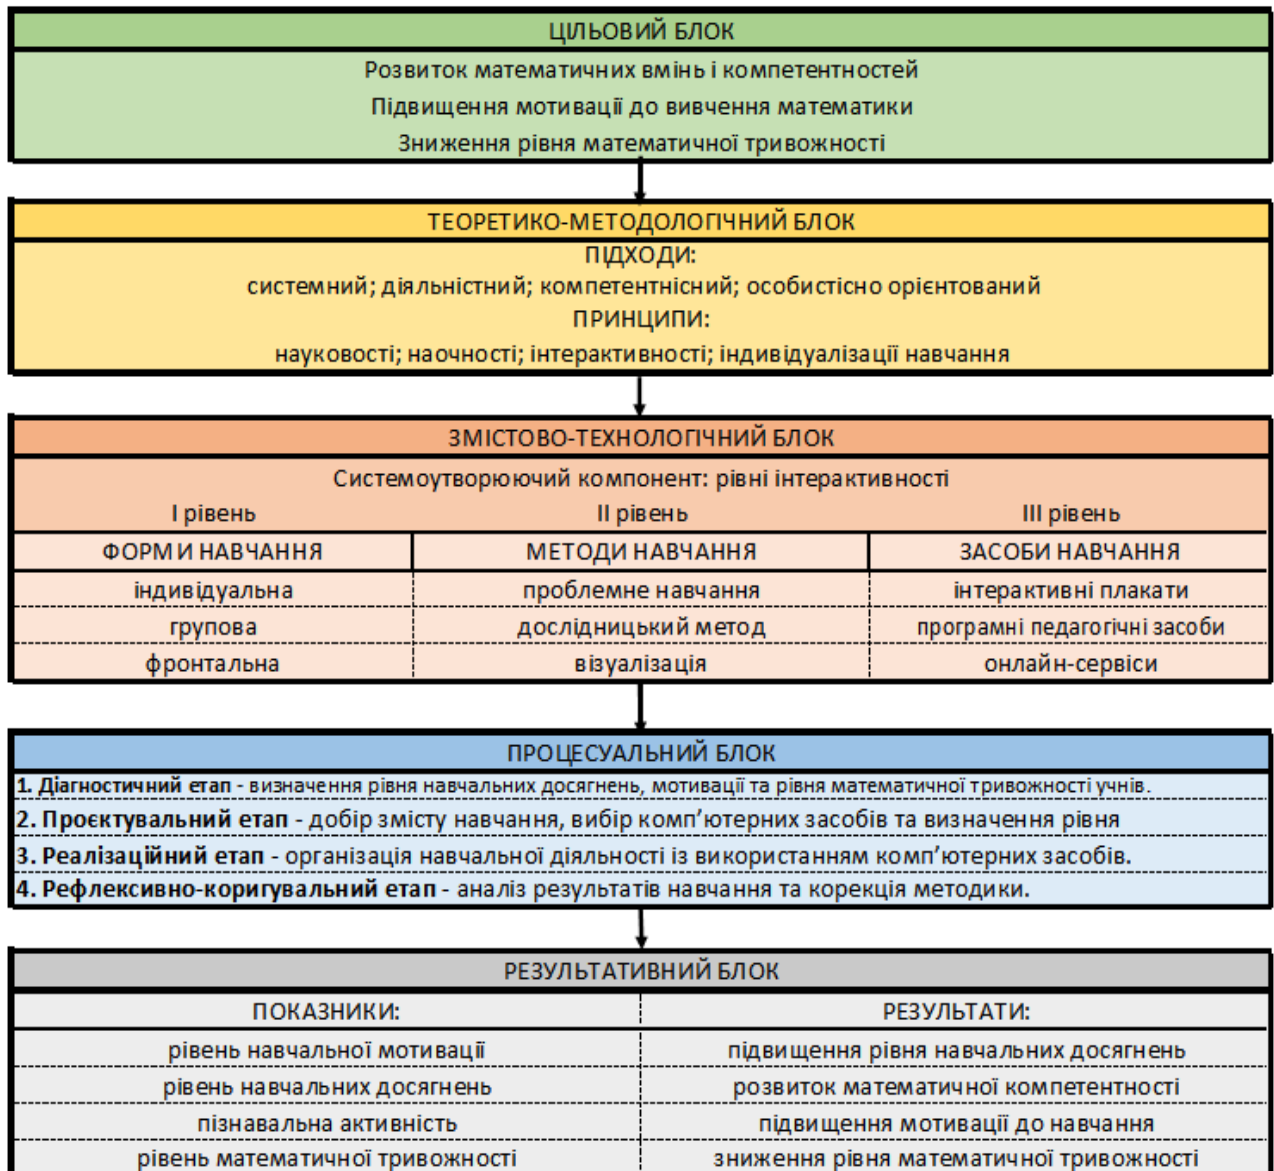 ЦІЛЬОВИЙ БЛОК
Розвиток математичних вмінь і компетентностей
Підвищення мотивації до вивчення математики
Зниження рівня математичної тривожності
ТЕОРЕТИКО-МЕТОДОЛОГІЧНИЙ БЛОК
ПІДХОДИ:
системний; діяльністний; компетентнісний; особистісно орієнтований
ПРИНЦИПИ:
науковості; наочності; інтерактивності; індивідуалізації навчання
ЗМІСТОВО-ТЕХНОЛОГІЧНИЙ БЛОК
Системоутворюючий компонент: рівні інтерактивності
І рівень ІІ рівень ІІІ рівень
ФОРМИ НАВЧАННЯ МЕТОДИ НАВЧАННЯ ЗАСОБИ НАВЧАННЯ
індивідуальна проблемне навчання інтерактивні плакати
групова дослідницький метод програмні педагогічні засоби
фронтальна візуалізація онлайн-сервіси
ПРОЦЕСУАЛЬНИЙ БЛОК
1. Діагностичний етап - визначення рівня навчальних досягнень, мотивації та рівня математичної тривожності учнів.
2. Проєктувальний етап - добір змісту навчання, вибір комп’ютерних засобів та визначення рівня
3. Реалізаційний етап - організація навчальної діяльності із використанням комп’ютерних засобів.
4. Рефлексивно-коригувальний етап - аналіз результатів навчання та корекція методики.
РЕЗУЛЬТАТИВНИЙ БЛОК
ПОКАЗНИКИ: РЕЗУЛЬТАТИ:
рівень навчальної мотивації підвищення рівня навчальних досягнень
рівень навчальних досягнень розвиток математичної компетентності
пізнавальна активність підвищення мотивації до навчання
рівень математичної тривожності зниження рівня математичної тривожності